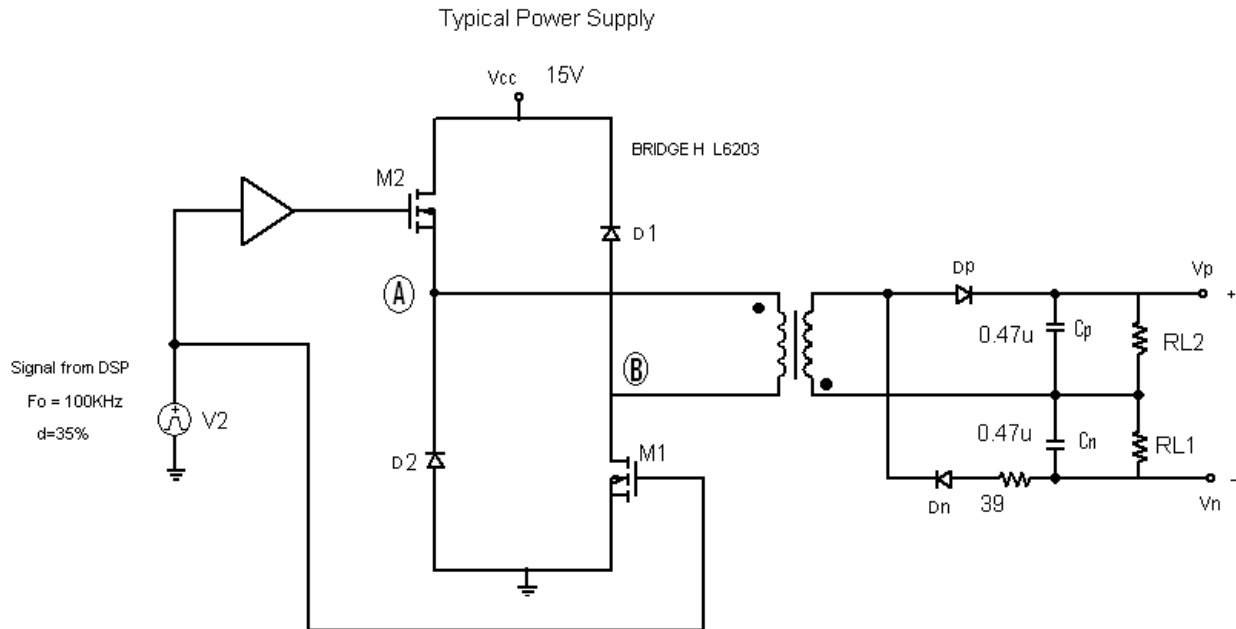 Typical Power Supply
Vcc 15V
BRIDGE H L6203
M2
D1
A
Dp
Vp
+
0.47u
Cp
RL2
Signal from DSP
Fo = 100KHz
d=35%
V2
B
0.47u
Cn
RL1
D2
M1
Dn
39
Vn
-